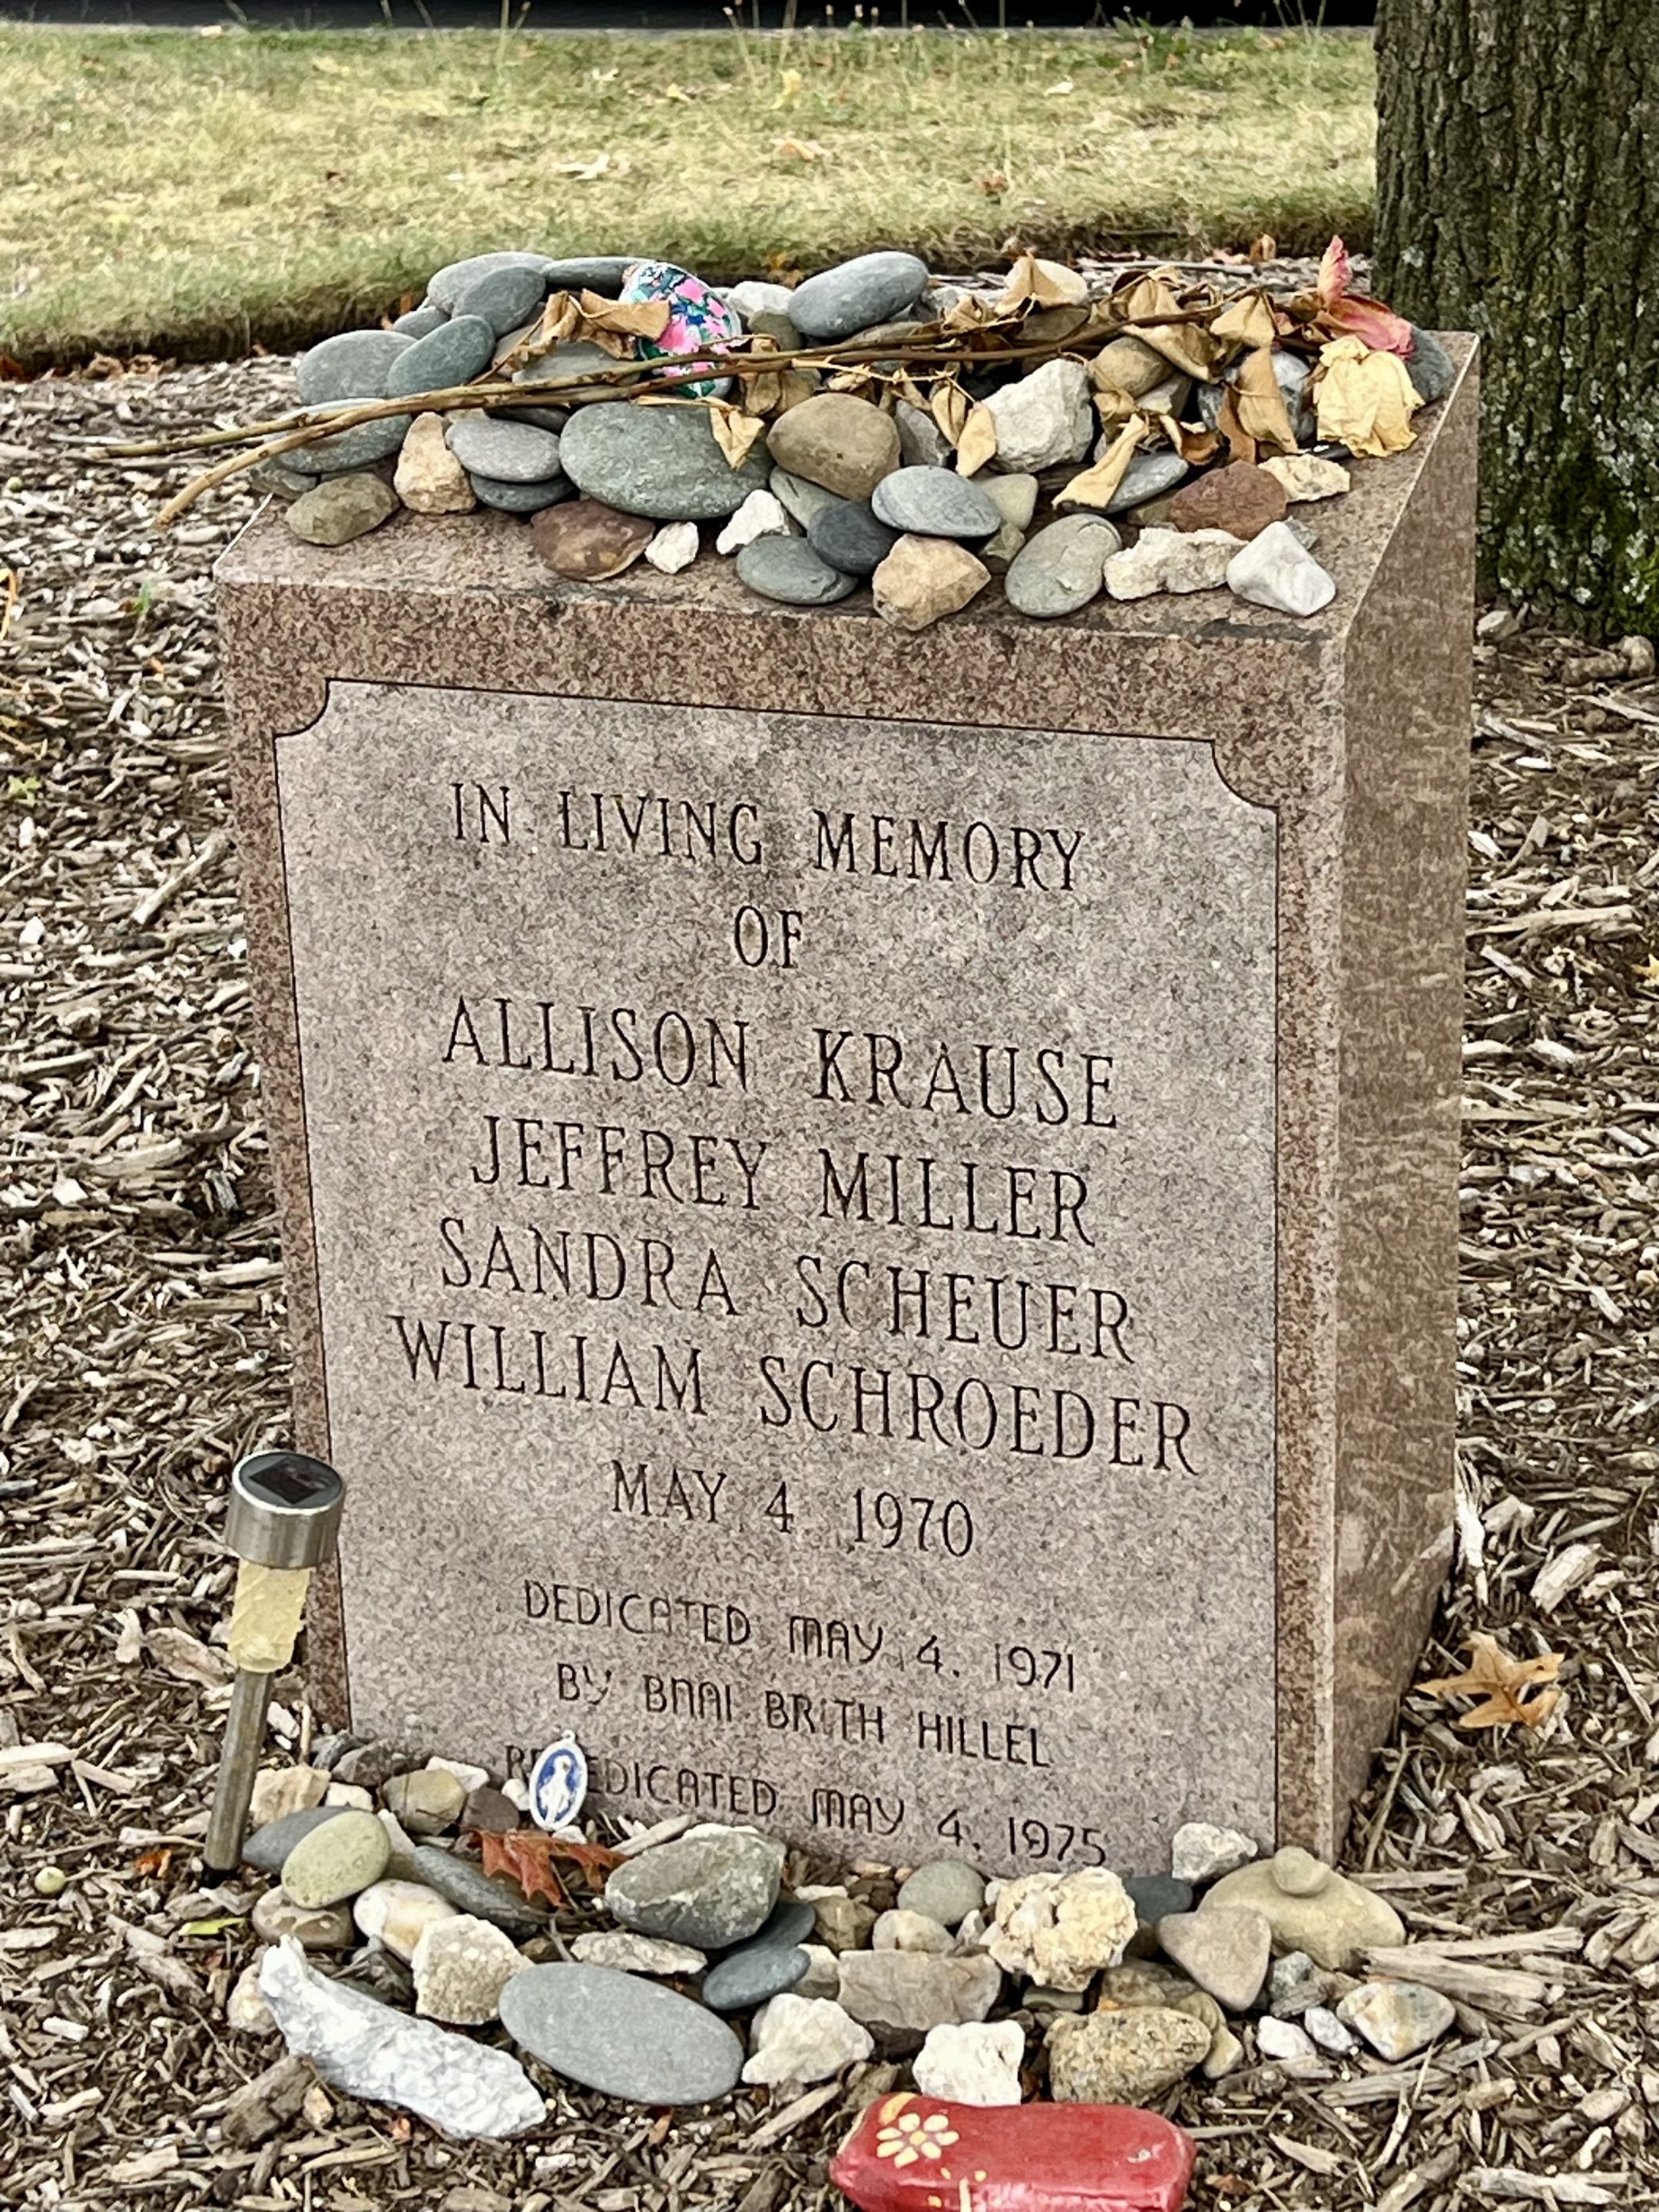 IN LIVING MEMORY
OF
ALLISON KRAUSE
JEFFREY MILLER
SANDRA SCHEUER
WILLIAM SCHROEDER
MAY 4 1970
DEDICATED MAY 4. 1971
BY BNAI BRITH HILLEL
MAY 4. 1975